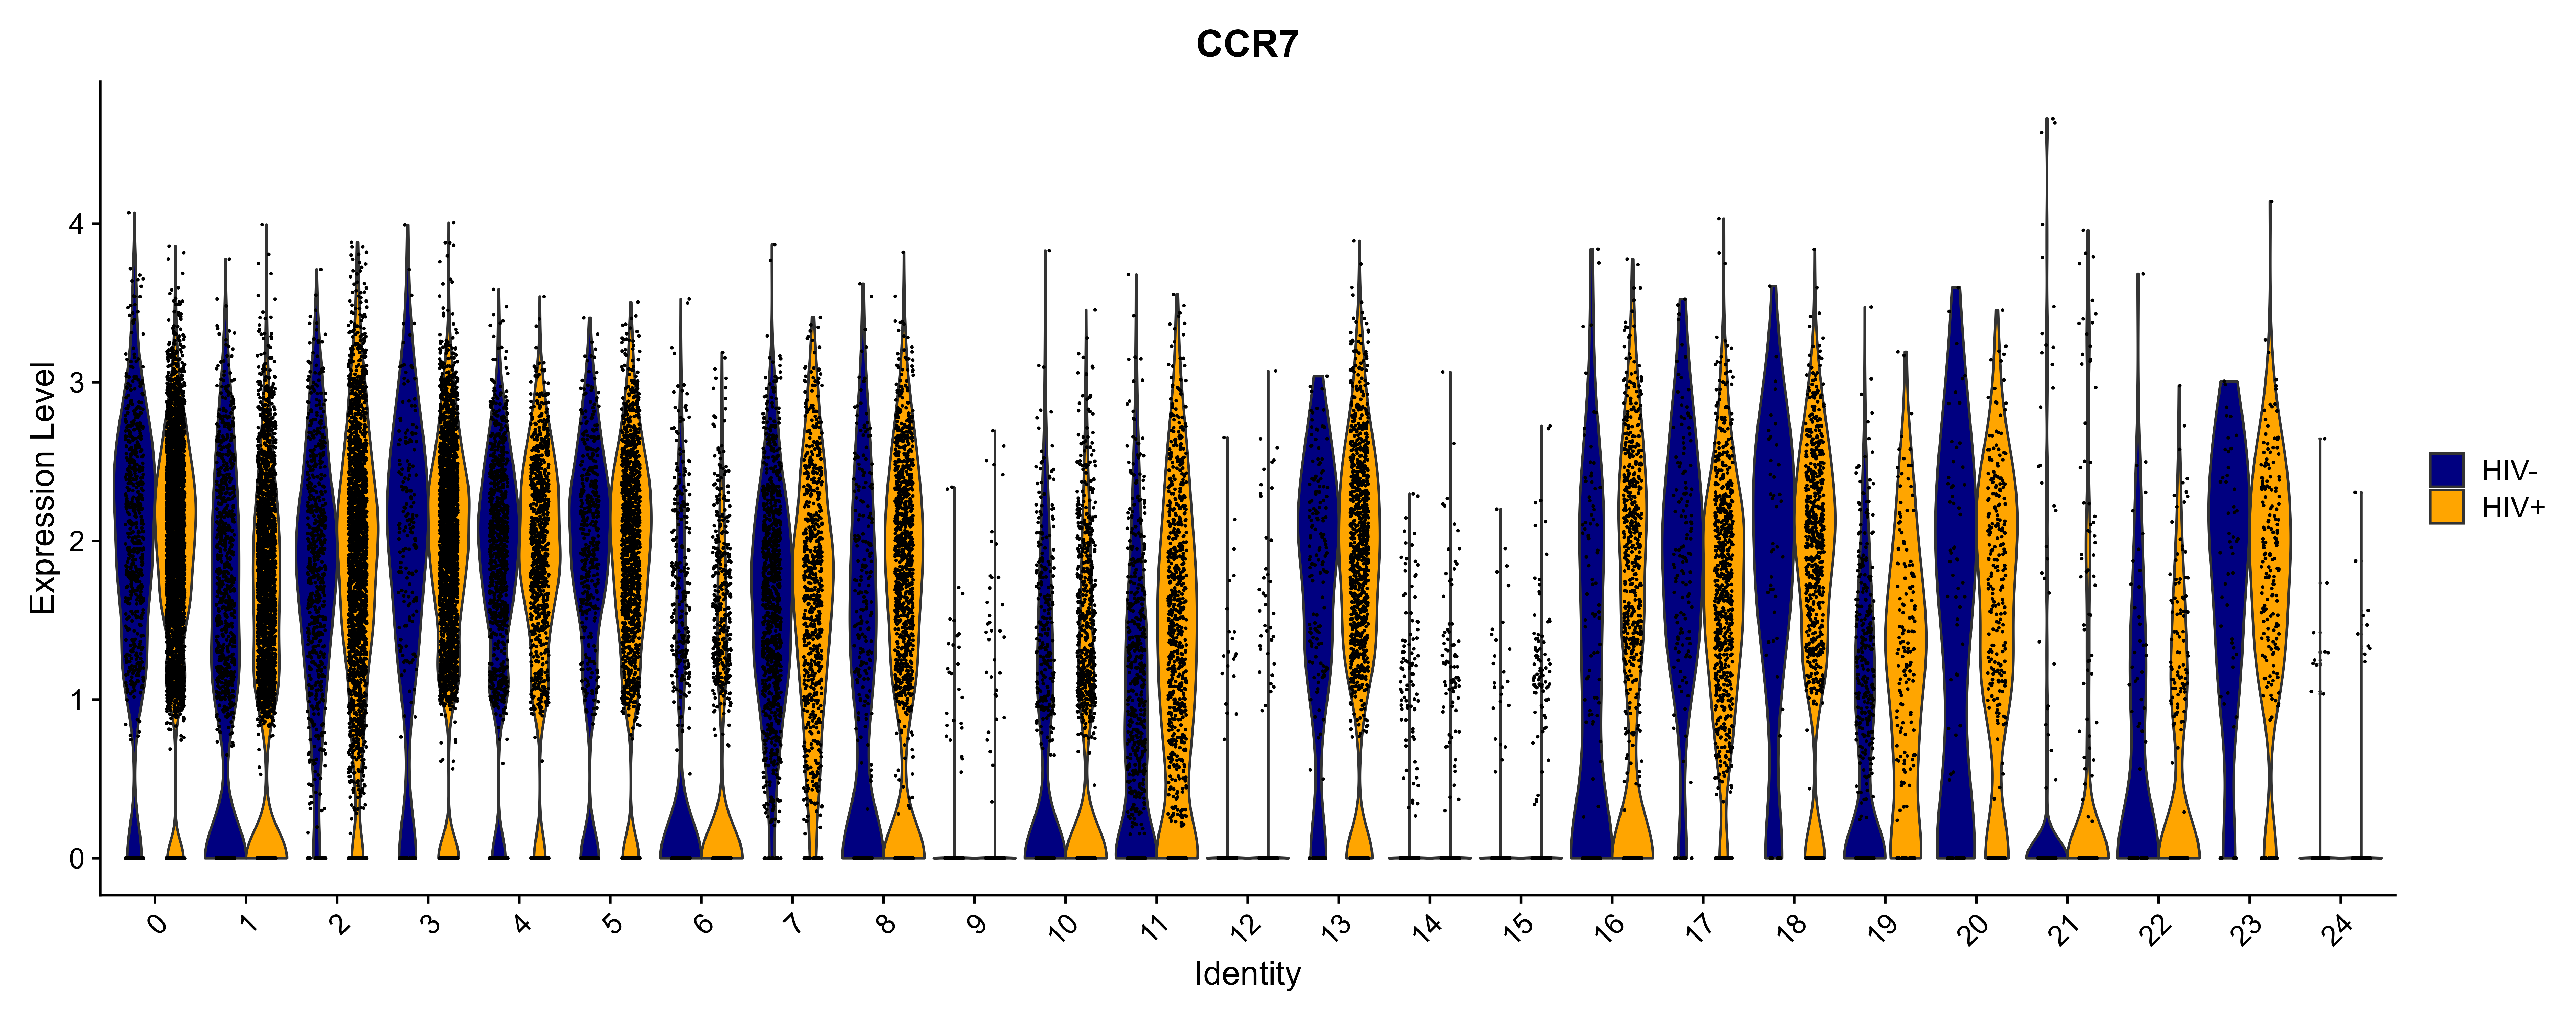 CCR7
Expression Level
4
3
2
1
0
0 1 2 3 4 5 6 7 8 9 10 11 12 13 14 15 16 17 18 19 20 21 22 23 24
Identity
HIV-
HIV+